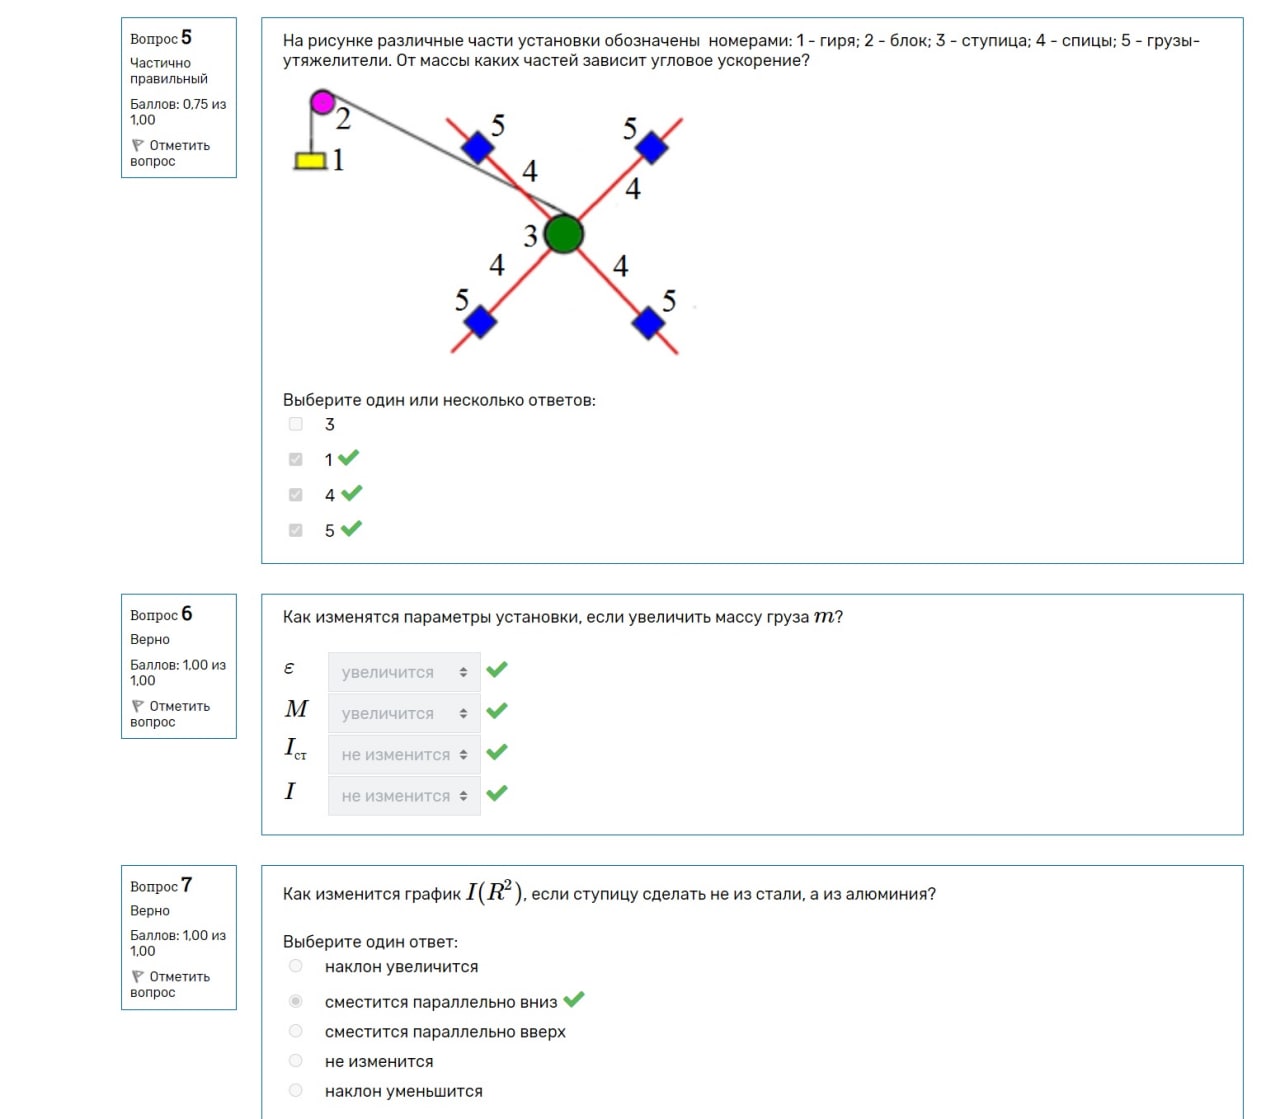 Вопрос 5
Частично
правильный
Баллов: 0,75 из
1,00
Отметить
вопрос
На рисунке различные части установки обозначены номерами: 1 - гиря; 2 - блок; 3 - ступица; 4 - спицы; 5 - грузы-
утяжелители. От массы каких частей зависит угловое ускорение?
2
1
5
5
4
4
3
4
4
5
5
Выберите один или несколько ответов:
3
1
4
5
Вопрос 6
Верно
Баллов: 1,00 из
1,00
Отметить
вопрос
Как изменятся параметры установки, если увеличить массу груза m?
ε увеличится
M увеличится
Iст не изменится
I не изменится
Вопрос 7
Верно
Баллов: 1,00 из
1,00
Отметить
вопрос
Как изменится график I(R²), если ступицу сделать не из стали, а из алюминия?
Выберите один ответ:
наклон увеличится
сместится параллельно вниз
сместится параллельно вверх
не изменится
наклон уменьшится